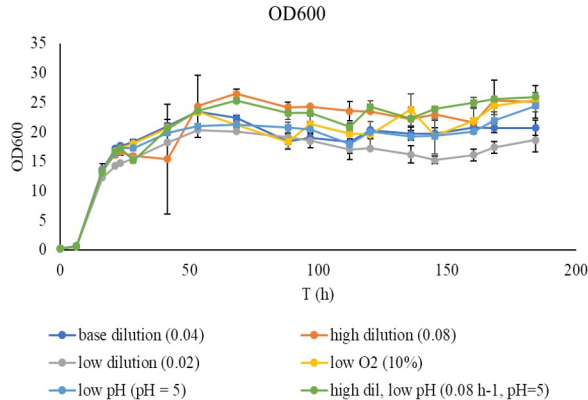 OD600
35
30
25
20
15
10
5
0
OD600
0 50 100 150 200
T (h)
base dilution (0.04) high dilution (0.08)
low dilution (0.02) low O2 (10%)
low pH (pH = 5) high dil, low pH (0.08 h-1, pH=5)